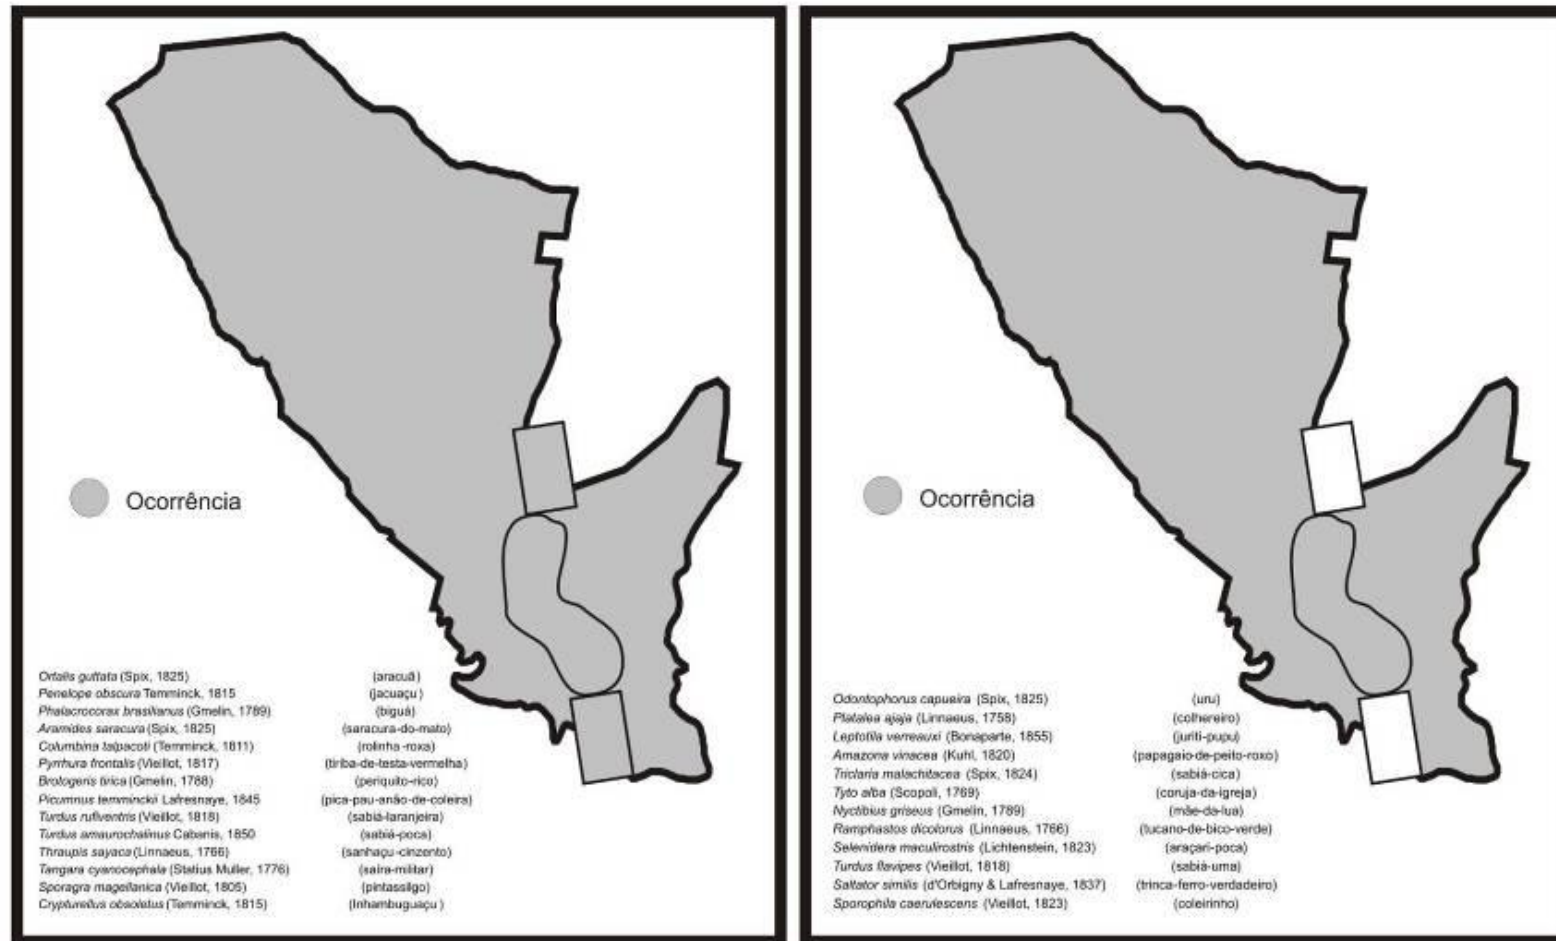 Ocorrência
Ortalis guttata (Spix, 1825) (aracuã)
Penelope obscura Temminck, 1815 (jacuaçu)
Phalacrocorax brasilianus (Gmelin, 1789) (biguá)
Aramides saracura (Spix, 1825) (saracura-do-mato)
Columbina talpacoti (Temminck, 1811) (rolinha-roxa)
Pyrrhura frontalis (Vieillot, 1817) (tiriba-de-testa-vermelha)
Brotogeris tirica (Gmelin, 1788) (periquito-rico)
Picumnus temminckii Lafresnaye, 1845 (pica-pau-anão-de-coleira)
Turdus rufiventris (Vieillot, 1818) (sabiá-laranjeira)
Turdus amaurochalinus Cabanis, 1850 (sabiá-poca)
Thraupis sayaca (Linnaeus, 1766) (sanhaçu-cinzento)
Tangara cyanocephala (Statius Muller, 1776) (saíra-militar)
Sporagra magellanica (Vieillot, 1805) (pintassilgo)
Crypturellus obsoletus (Temminck, 1815) (Inhambuguaçu)
Ocorrência
Odontophorus capueira (Spix, 1825) (uru)
Platalea ajaja (Linnaeus, 1758) (colhereiro)
Leptotila verreauxi (Bonaparte, 1855) (juriti-pupu)
Amazona vinacea (Kuhl, 1820) (papagaio-de-peito-roxo)
Triclaria malachitacea (Spix, 1824) (sabiá-cica)
Tyto alba (Scopoli, 1769) (coruja-da-igreja)
Nyctibius griseus (Gmelin, 1789) (mãe-da-lua)
Ramphastos dicolorus (Linnaeus, 1766) (tucano-de-bico-verde)
Selenidera maculirostris (Lichtenstein, 1823) (araçari-poca)
Turdus flavipes (Vieillot, 1818) (sabiá-uma)
Saltator similis (d'Orbigny & Lafresnaye, 1837) (trinca-ferro-verdadeiro)
Sporophila caerulescens (Vieillot, 1823) (coleirinho)